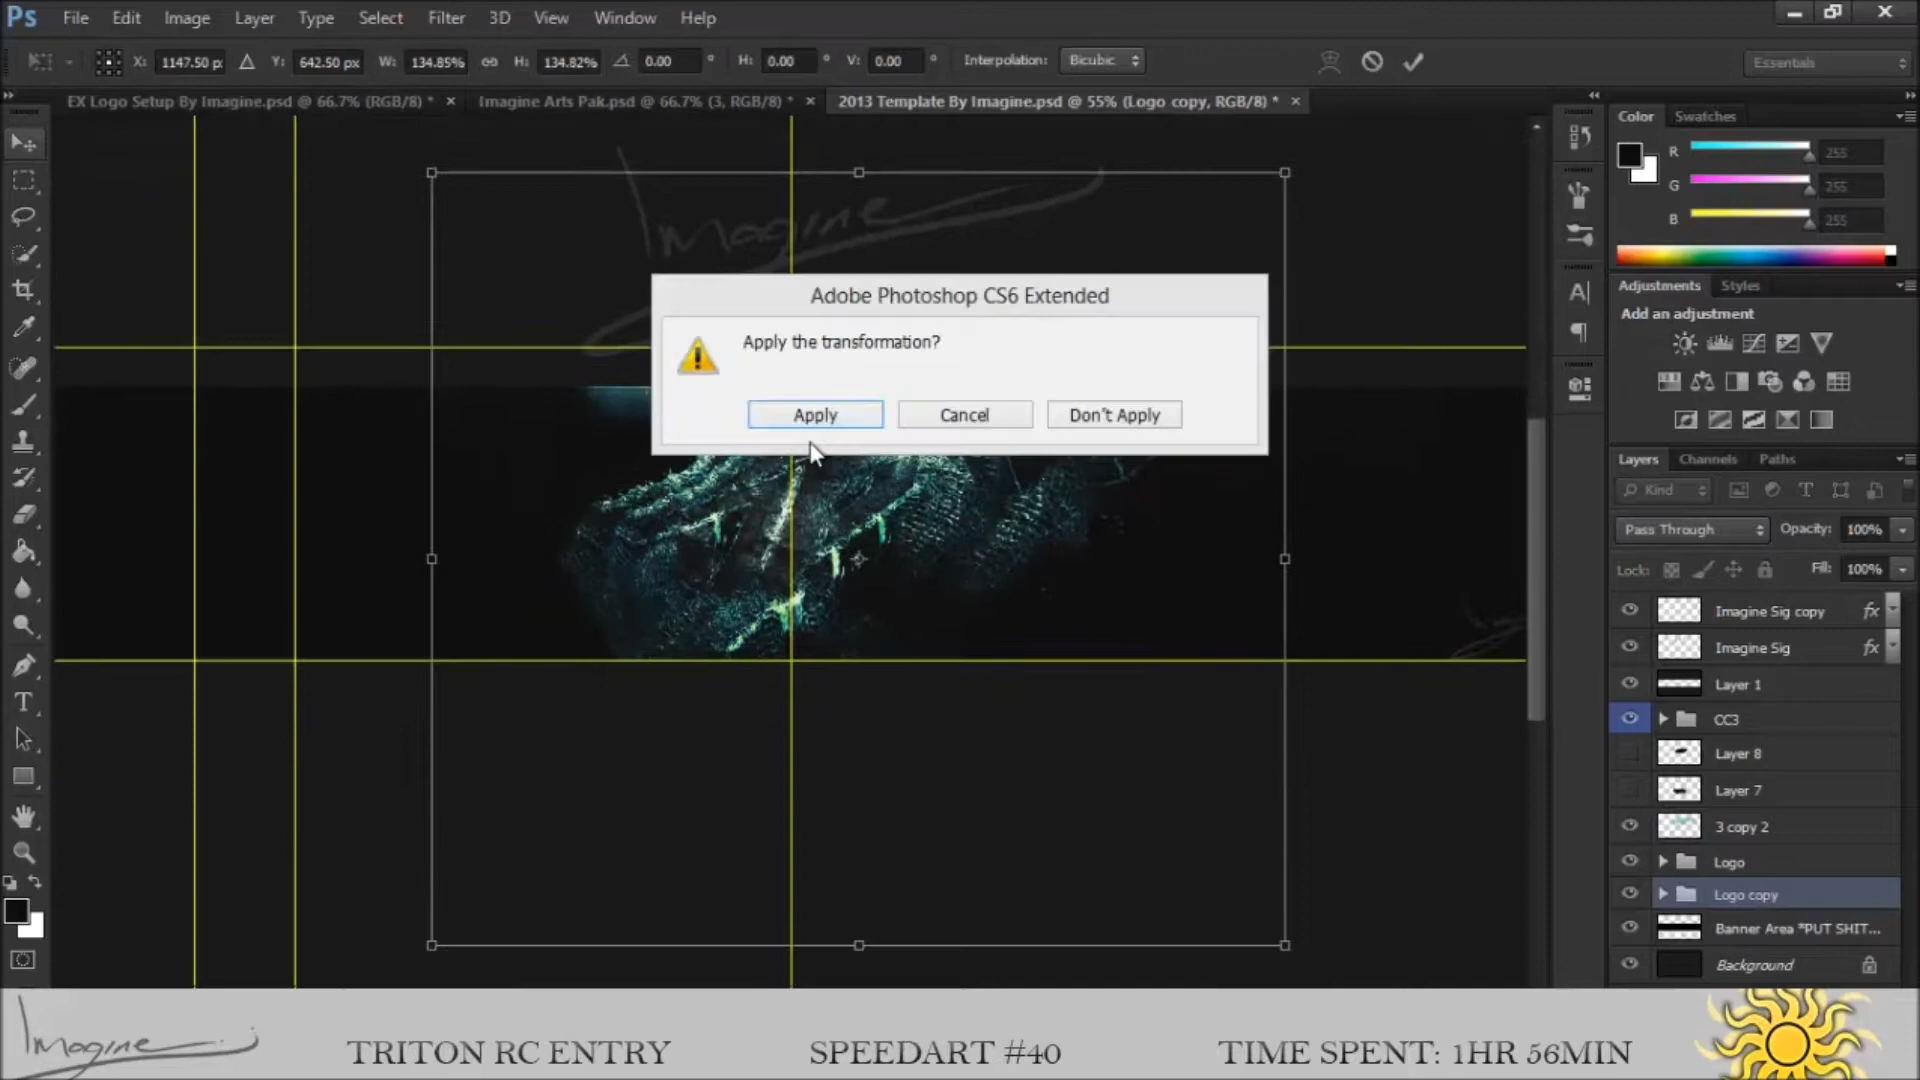 Ps File Edit Image Layer Type Select Filter 3D View Window Help
X: 1147.50 p: Y: 642.50 px W: 134.85% H: 134.82% 0.00 ° H: 0.00 ° V: 0.00 ° Interpolation: Bicubic Essentials
EX Logo Setup By Imagine.psd @ 66.7% (RGB/8) * × Imagine Arts Pak.psd @ 66.7% (3, RGB/8) * × 2013 Template By Imagine.psd @ 55% (Logo copy, RGB/8) * ×
Color Swatches
R 255
G 255
B 255
Imagine
Adobe Photoshop CS6 Extended
Apply the transformation?
Apply Cancel Don't Apply
Adjustments Styles
Add an adjustment
Layers Channels Paths
Kind
Pass Through Opacity: 100%
Lock: Fill: 100%
Imagine Sig copy fx
Imagine Sig fx
Layer 1
CC3
Layer 8
Layer 7
3 copy 2
Logo
Logo copy
Banner Area *PUT SHIT...
Background
Imagine
TRITON RC ENTRY SPEEDART #40 TIME SPENT: 1HR 56MIN